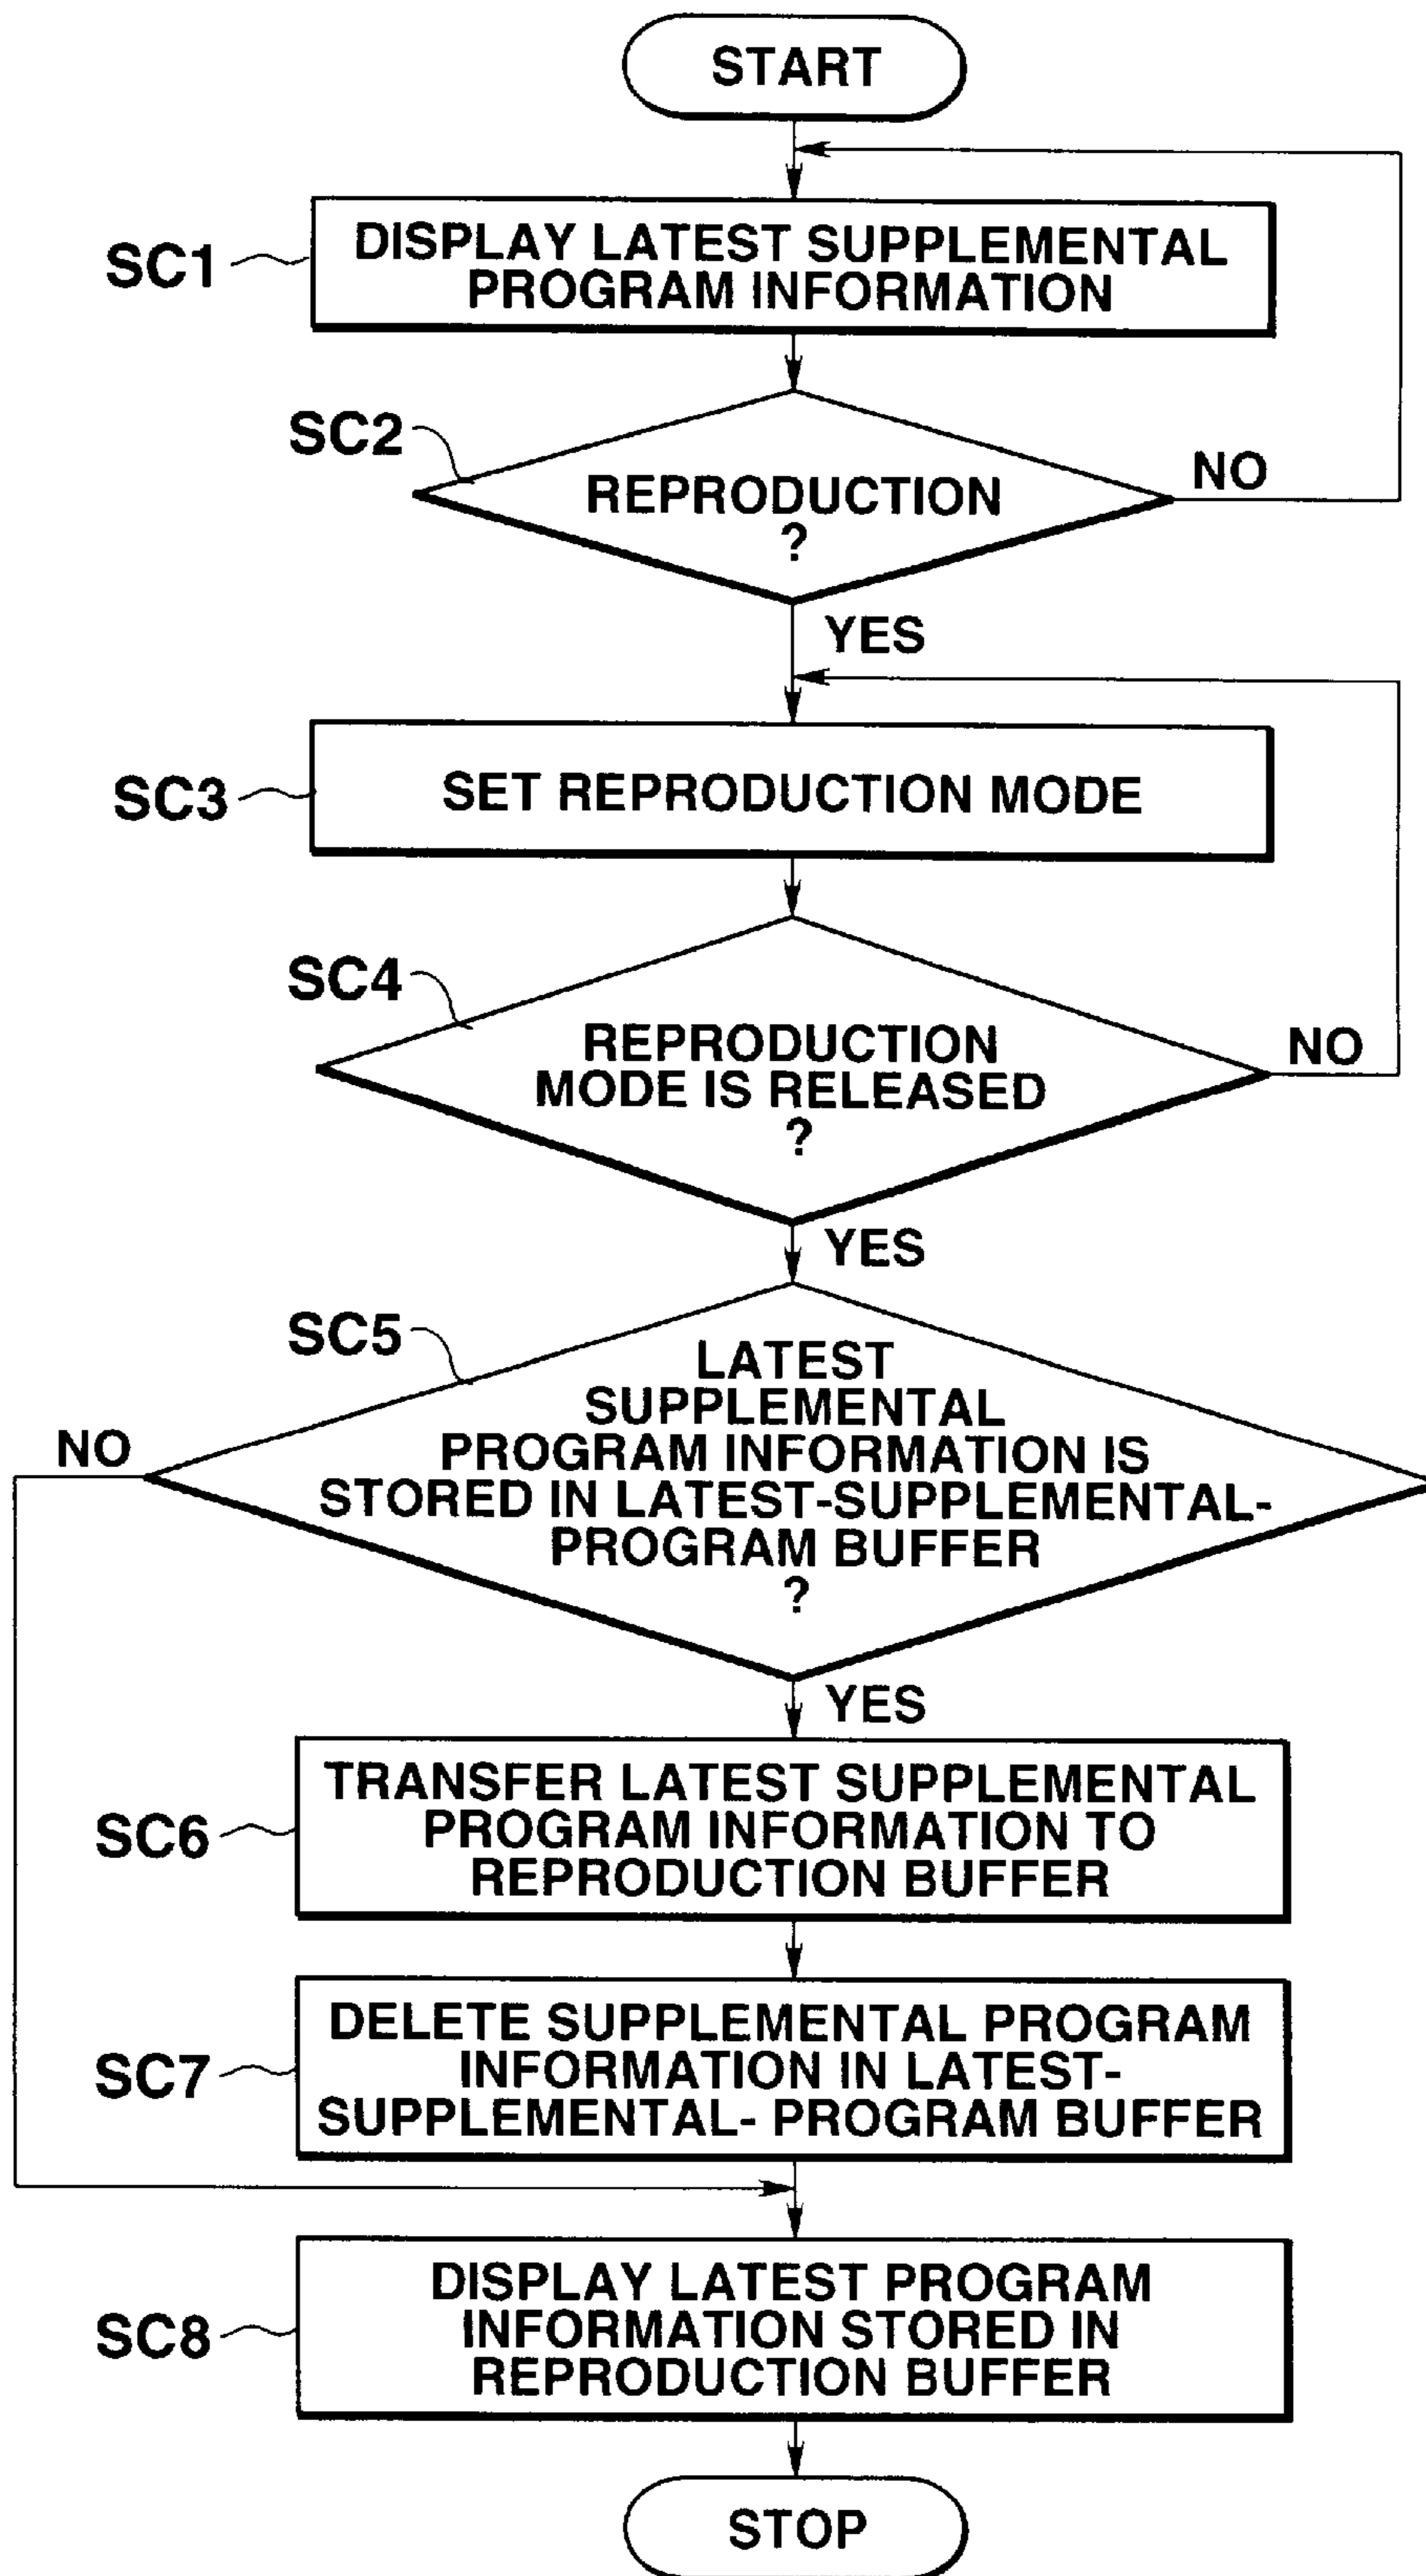 START
SC1
DISPLAY LATEST SUPPLEMENTAL
PROGRAM INFORMATION
SC2
REPRODUCTION
?
NO
YES
SC3
SET REPRODUCTION MODE
SC4
REPRODUCTION
MODE IS RELEASED
?
NO
YES
SC5
LATEST
SUPPLEMENTAL
PROGRAM INFORMATION IS
STORED IN LATEST-SUPPLEMENTAL-
PROGRAM BUFFER
?
NO
YES
SC6
TRANSFER LATEST SUPPLEMENTAL
PROGRAM INFORMATION TO
REPRODUCTION BUFFER
SC7
DELETE SUPPLEMENTAL PROGRAM
INFORMATION IN LATEST-
SUPPLEMENTAL- PROGRAM BUFFER
SC8
DISPLAY LATEST PROGRAM
INFORMATION STORED IN
REPRODUCTION BUFFER
STOP